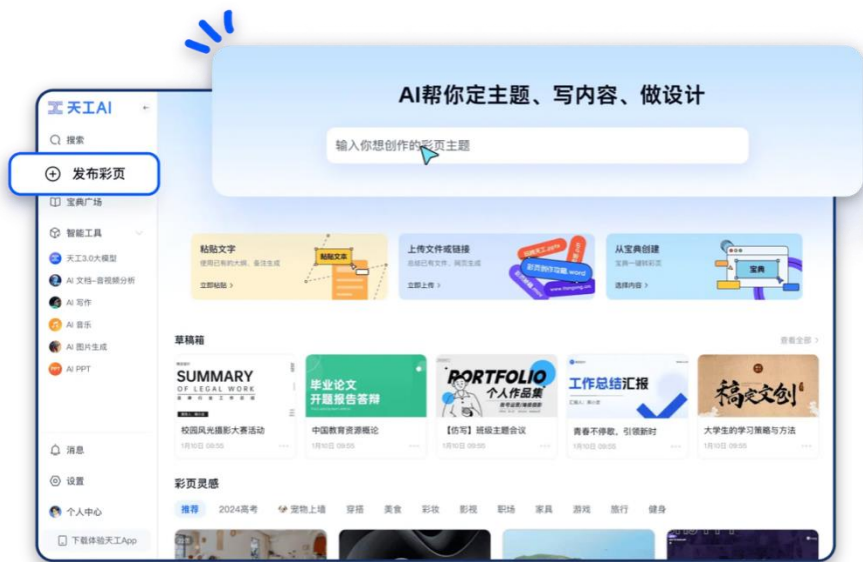 AI帮你定主题、写内容、做设计
输入你想创作的彩页主题
天工AI
搜索
发布彩页
宝典广场
智能工具
天工3.0大模型
AI 文档-音视频分析
AI 写作
AI 音乐
AI 图片生成
PPT AI PPT
消息
设置
个人中心
下载体验天工App
粘贴文字
使用已有的大纲、备注生成
立即粘贴 >
粘贴文本
上传文件或链接
总结已有文件、网页生成
立即上传 >
彩页创作攻略.word
www.tiangong.cn
从宝典创建
宝典一键转彩页
选择内容 >
宝典
草稿箱
查看全部 >
SUMMARY
OF LEGAL WORK
校园风光摄影大赛活动
1月10日 09:55
毕业论文
开题报告答辩
中国教育资源概论
1月10日 09:55
PORTFOLIO
个人作品集
【仿写】班级主题会议
1月10日 09:55
工作总结汇报
青春不停歇，引领新时
1月10日 09:55
稿定文创
大学生的学习策略与方法
1月10日 09:55
彩页灵感
推荐 2024高考 宠物上墙 穿搭 美食 彩妆 影视 职场 家具 游戏 旅行 健身